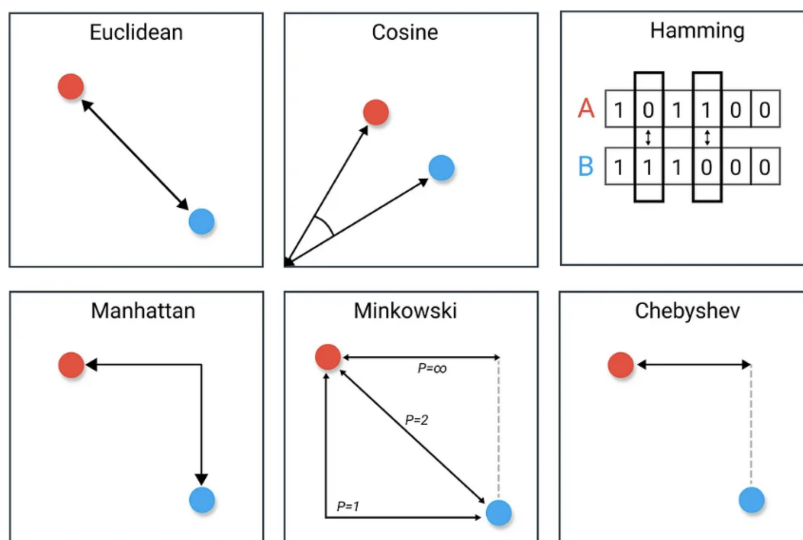 Euclidean
Cosine
Hamming
A 1 0 1 1 0 0
B 1 1 1 0 0 0
Manhattan
Minkowski
Chebyshev
P=∞
P=2
P=1